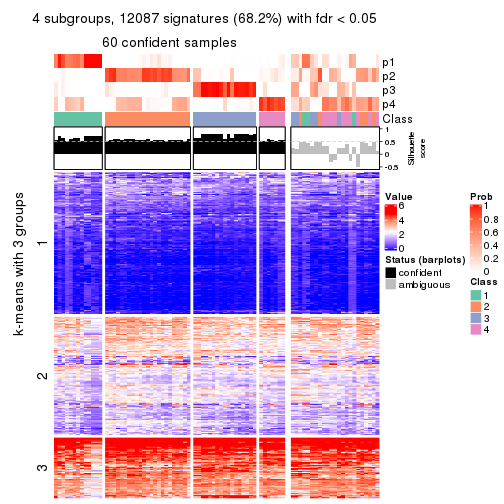 4 subgroups, 12087 signatures (68.2%) with fdr < 0.05
60 confident samples
p1
p2
p3
p4
Class
1
0.5
0
-0.5
Silhouette
score
k-means with 3 groups
1
2
3
Value
6
4
2
0
Status (barplots)
confident
ambiguous
Prob
1
0.8
0.6
0.4
0.2
0
Class
1
2
3
4